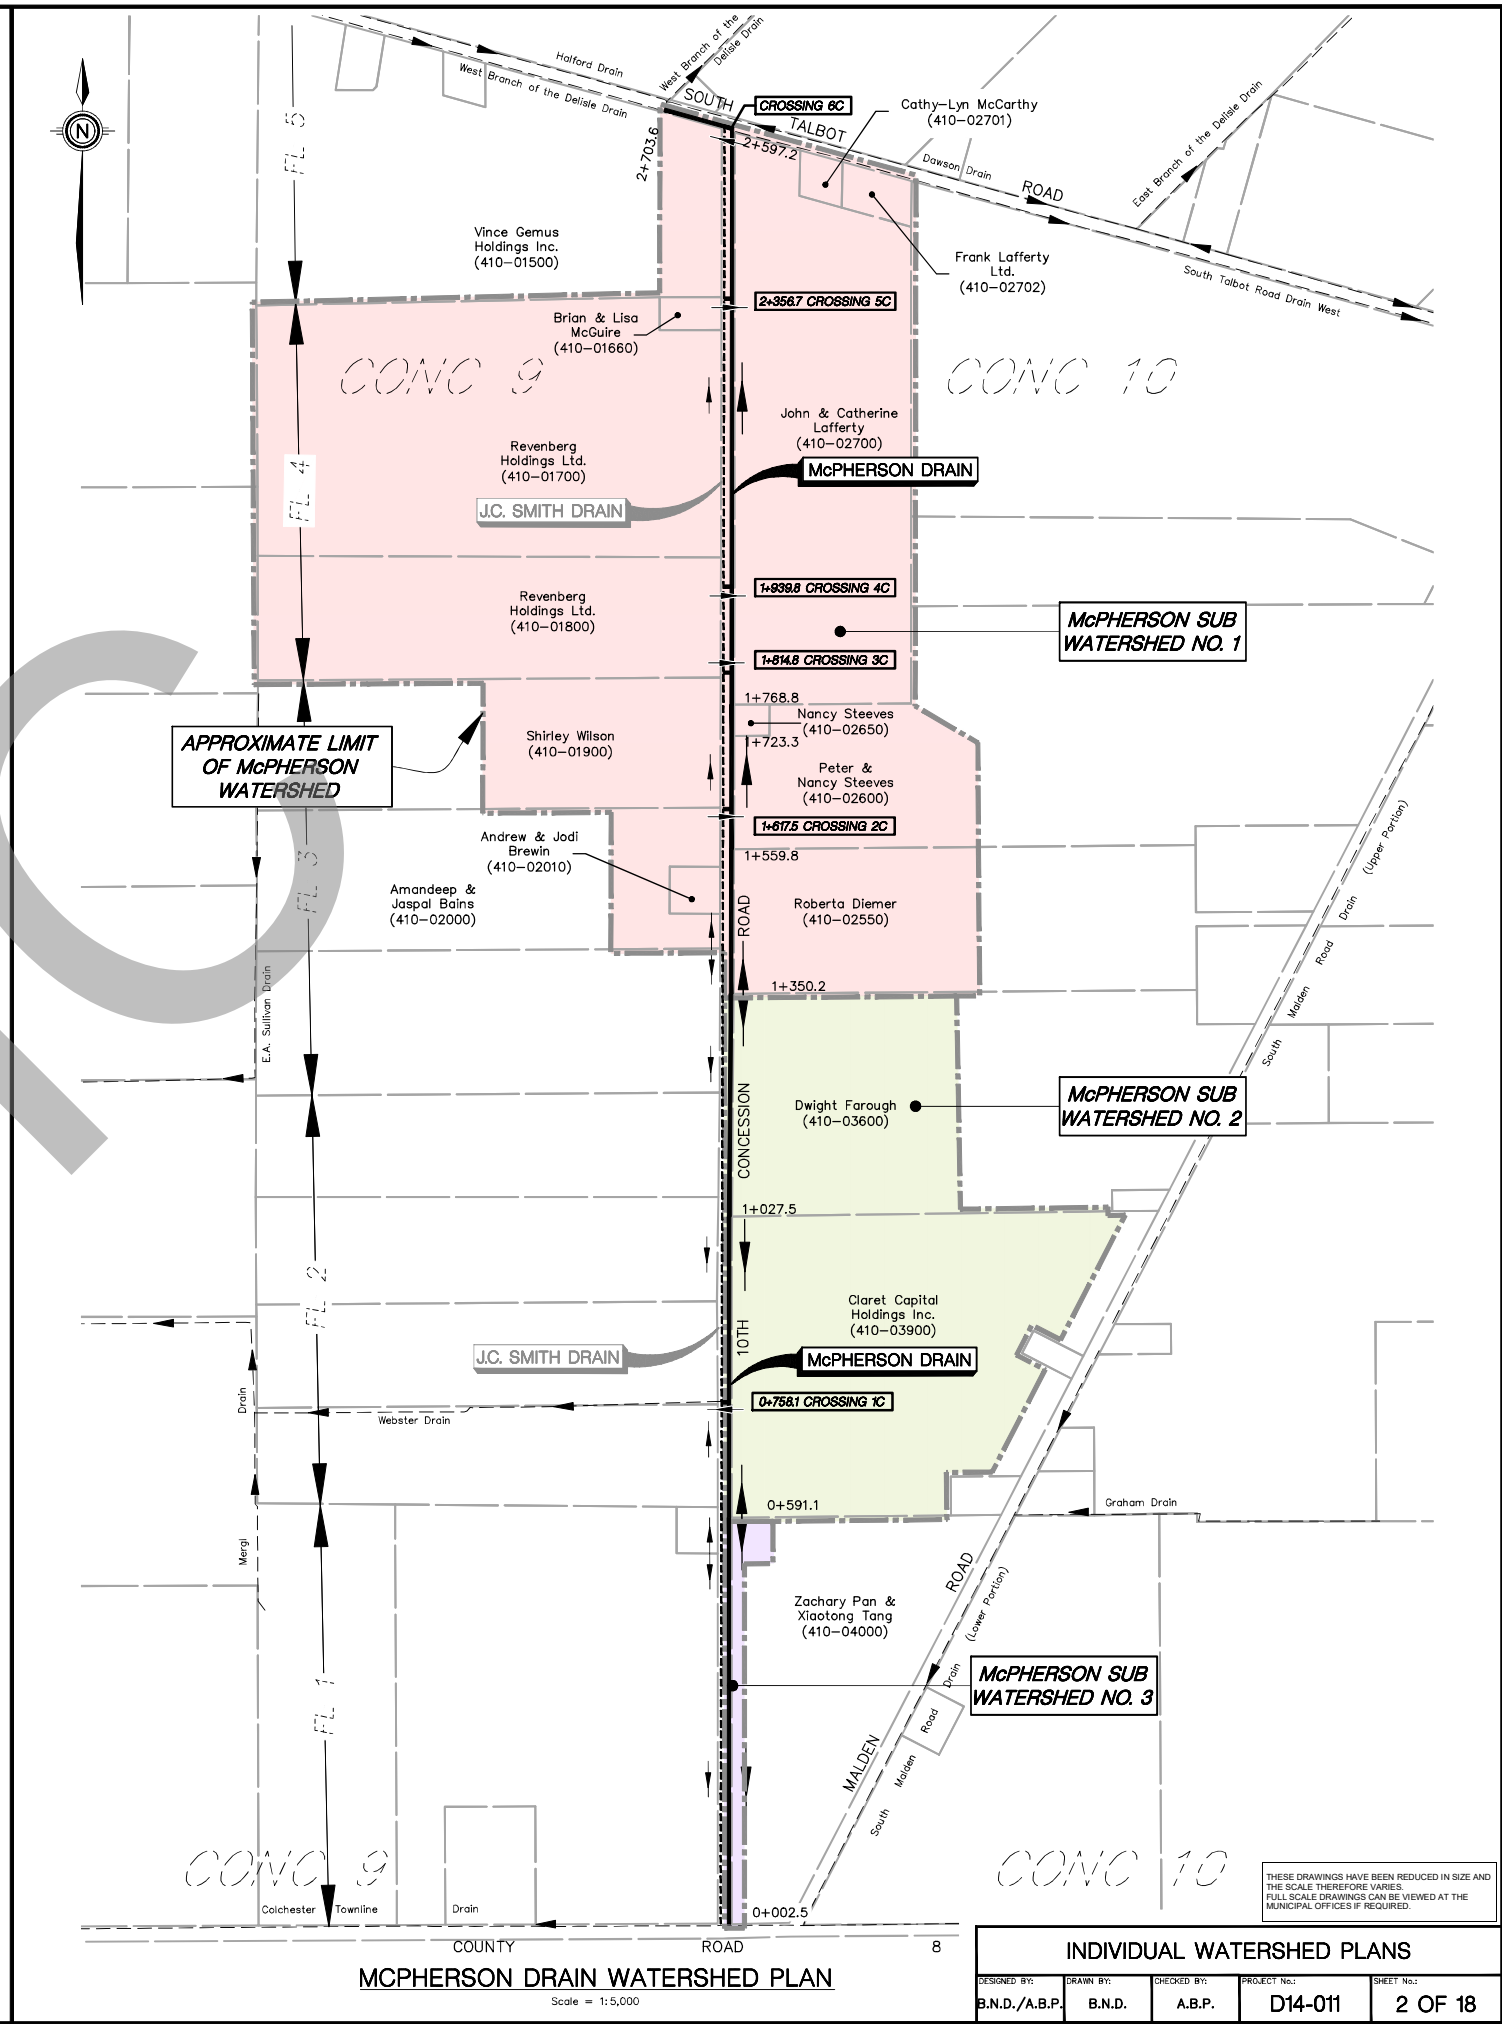 West Branch of the
Delisle Drain
Halford Drain
West Branch of the Delisle Drain
SOUTH
TALBOT
ROAD
CROSSING 6C
Cathy-Lyn McCarthy
(410-02701)
2+703.6
2+597.2
Dawson Drain
East Branch of the Delisle Drain
N
FL 5
Vince Gemus
Holdings Inc.
(410-01500)
Frank Lafferty
Ltd.
(410-02702)
South Talbot Road Drain West
2+356.7 CROSSING 5C
Brian & Lisa
McGuire
(410-01660)
CONC 9
CONC 10
John & Catherine
Lafferty
(410-02700)
Revenberg
Holdings Ltd.
(410-01700)
McPHERSON DRAIN
FL 4
J.C. SMITH DRAIN
1+939.8 CROSSING 4C
Revenberg
Holdings Ltd.
(410-01800)
McPHERSON SUB
WATERSHED NO. 1
1+814.8 CROSSING 3C
1+768.8
Nancy Steeves
(410-02650)
1+723.3
Shirley Wilson
(410-01900)
APPROXIMATE LIMIT
OF McPHERSON
WATERSHED
Peter &
Nancy Steeves
(410-02600)
1+617.5 CROSSING 2C
Andrew & Jodi
Brewin
(410-02010)
1+559.8
FL 3
Amandeep &
Jaspal Bains
(410-02000)
Roberta Diemer
(410-02550)
ROAD
South Malden Road Drain (Upper Portion)
E.A. Sullivan Drain
1+350.2
Dwight Farough
(410-03600)
McPHERSON SUB
WATERSHED NO. 2
CONCESSION
1+027.5
FL 2
Claret Capital
Holdings Inc.
(410-03900)
10TH
J.C. SMITH DRAIN
McPHERSON DRAIN
0+758.1 CROSSING 1C
Drain
Webster Drain
0+591.1
Graham Drain
Mergl
ROAD
(Lower Portion)
Zachary Pan &
Xiaotong Tang
(410-04000)
FL 1
McPHERSON SUB
WATERSHED NO. 3
MALDEN
South Malden Road Drain
CONC 9
CONC 10
THESE DRAWINGS HAVE BEEN REDUCED IN SIZE AND
THE SCALE THEREFORE VARIES.
FULL SCALE DRAWINGS CAN BE VIEWED AT THE
MUNICIPAL OFFICES IF REQUIRED.
Colchester Townline Drain
0+002.5
COUNTY ROAD 8
MCPHERSON DRAIN WATERSHED PLAN
Scale = 1:5,000
INDIVIDUAL WATERSHED PLANS
DESIGNED BY: DRAWN BY: CHECKED BY: PROJECT No.: SHEET No.:
B.N.D./A.B.P. B.N.D. A.B.P. D14-011 2 OF 18